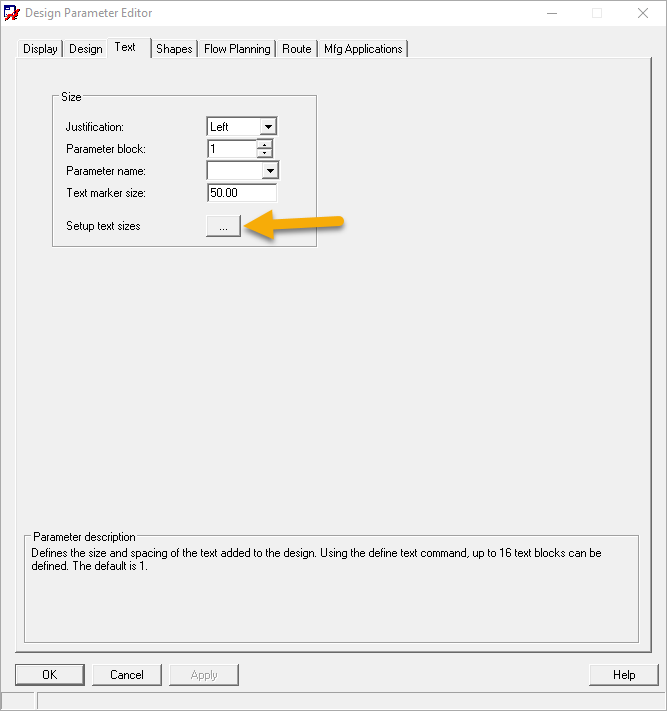 Design Parameter Editor
Display Design Text Shapes Flow Planning Route Mfg Applications
Size
Justification: Left
Parameter block: 1
Parameter name:
Text marker size: 50.00
Setup text sizes ...
Parameter description
Defines the size and spacing of the text added to the design. Using the define text command, up to 16 text blocks can be
defined. The default is 1.
OK Cancel Apply Help